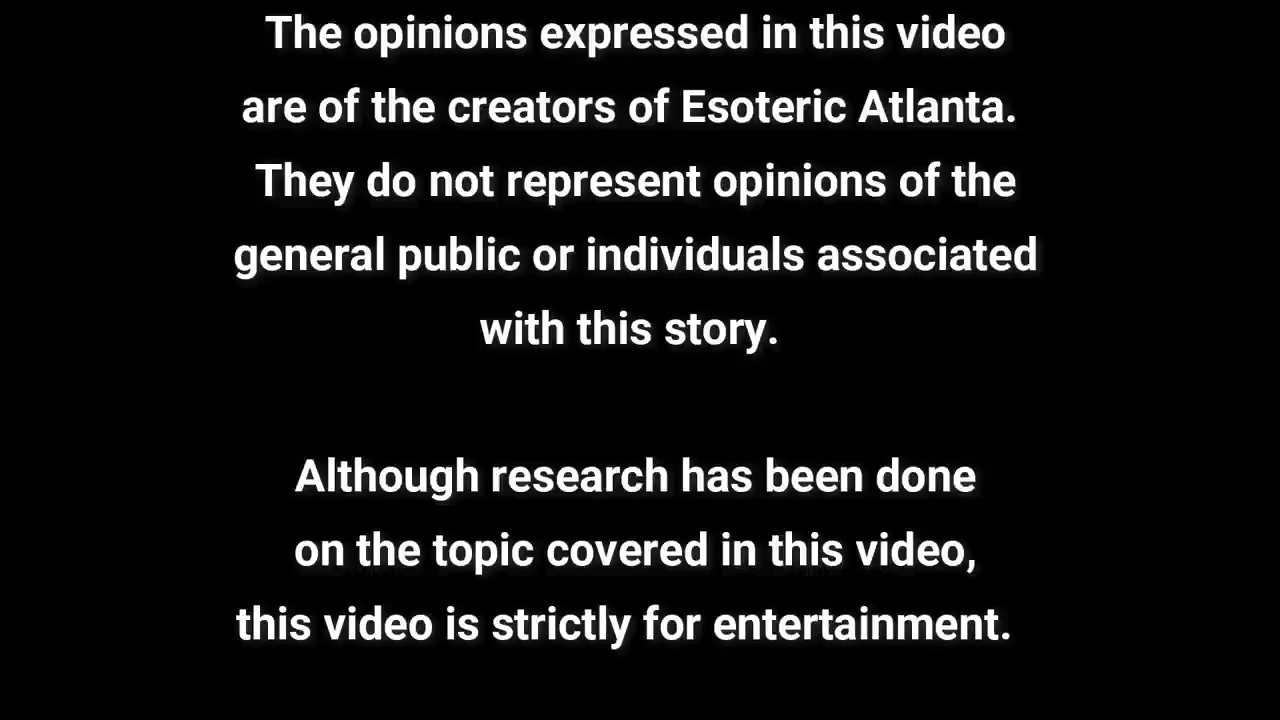 The opinions expressed in this video
are of the creators of Esoteric Atlanta.
They do not represent opinions of the
general public or individuals associated
with this story.
Although research has been done
on the topic covered in this video,
this video is strictly for entertainment.